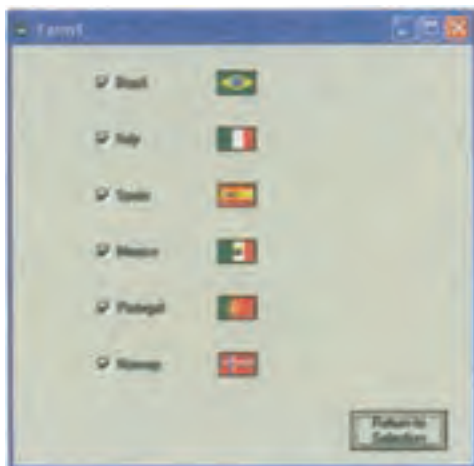 Form1
Brazil
Italy
Spain
Mexico
Portugal
Norway
Return to
Selection